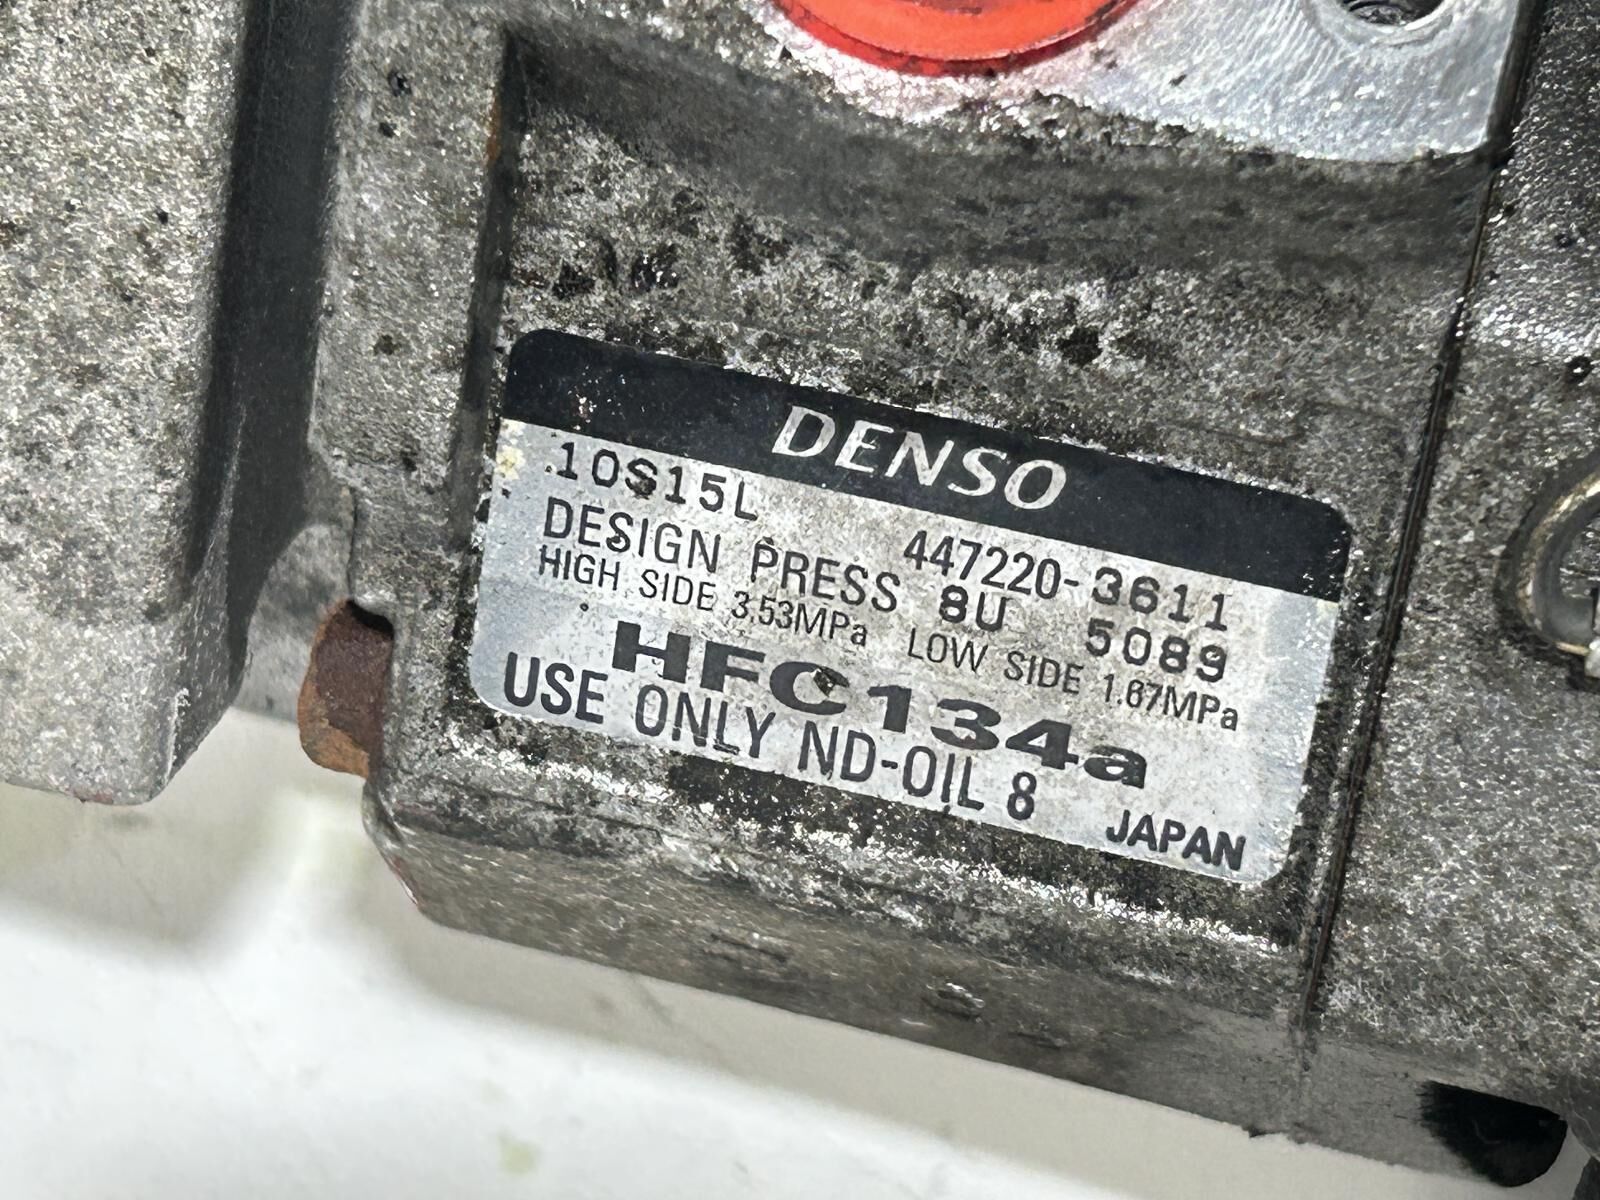 DENSO
10S15L 447220-3611
DESIGN PRESS 8U 5089
HIGH SIDE 3.53MPa LOW SIDE 1.67MPa
HFC134a
USE ONLY ND-OIL 8 JAPAN